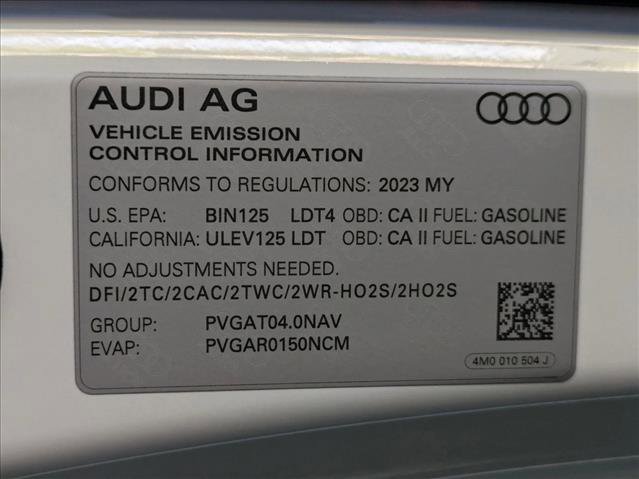 AUDI AG
VEHICLE EMISSION
CONTROL INFORMATION
CONFORMS TO REGULATIONS: 2023 MY
U.S. EPA: BIN125 LDT4 OBD: CA II FUEL: GASOLINE
CALIFORNIA: ULEV125 LDT OBD: CA II FUEL: GASOLINE
NO ADJUSTMENTS NEEDED.
DFI/2TC/2CAC/2TWC/2WR-HO2S/2HO2S
GROUP: PVGAT04.0NAV
EVAP: PVGAR0150NCM
4M0 010 504 J